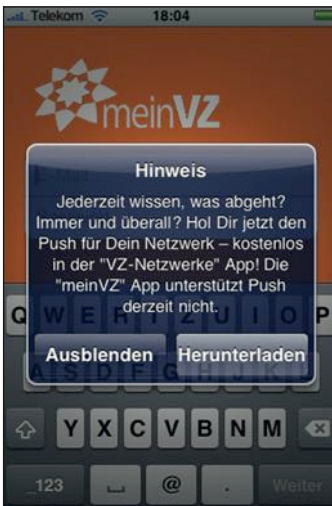 Telekom 18:04
meinVZ
Hinweis
Jederzeit wissen, was abgeht?
Immer und überall? Hol Dir jetzt den
Push für Dein Netzwerk – kostenlos
in der "VZ-Netzwerke" App! Die
"meinVZ" App unterstützt Push
derzeit nicht.
Q W E R T Z U I O P
Ausblenden Herunterladen
A S D F G H J K L
Y X C V B N M
_123 @ . Weiter